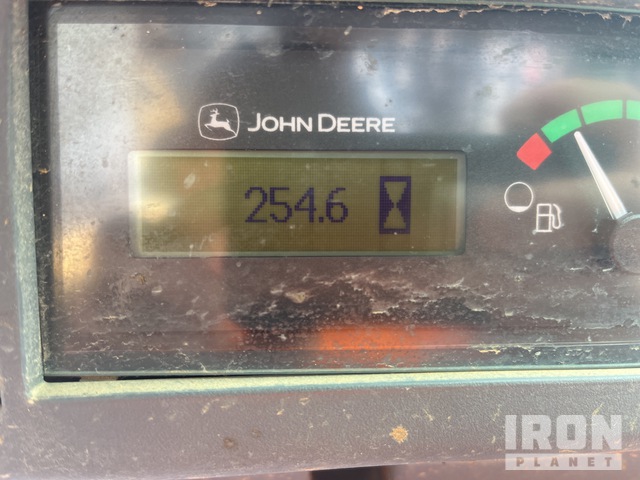 JOHN DEERE
254.6
IRON
PLANET